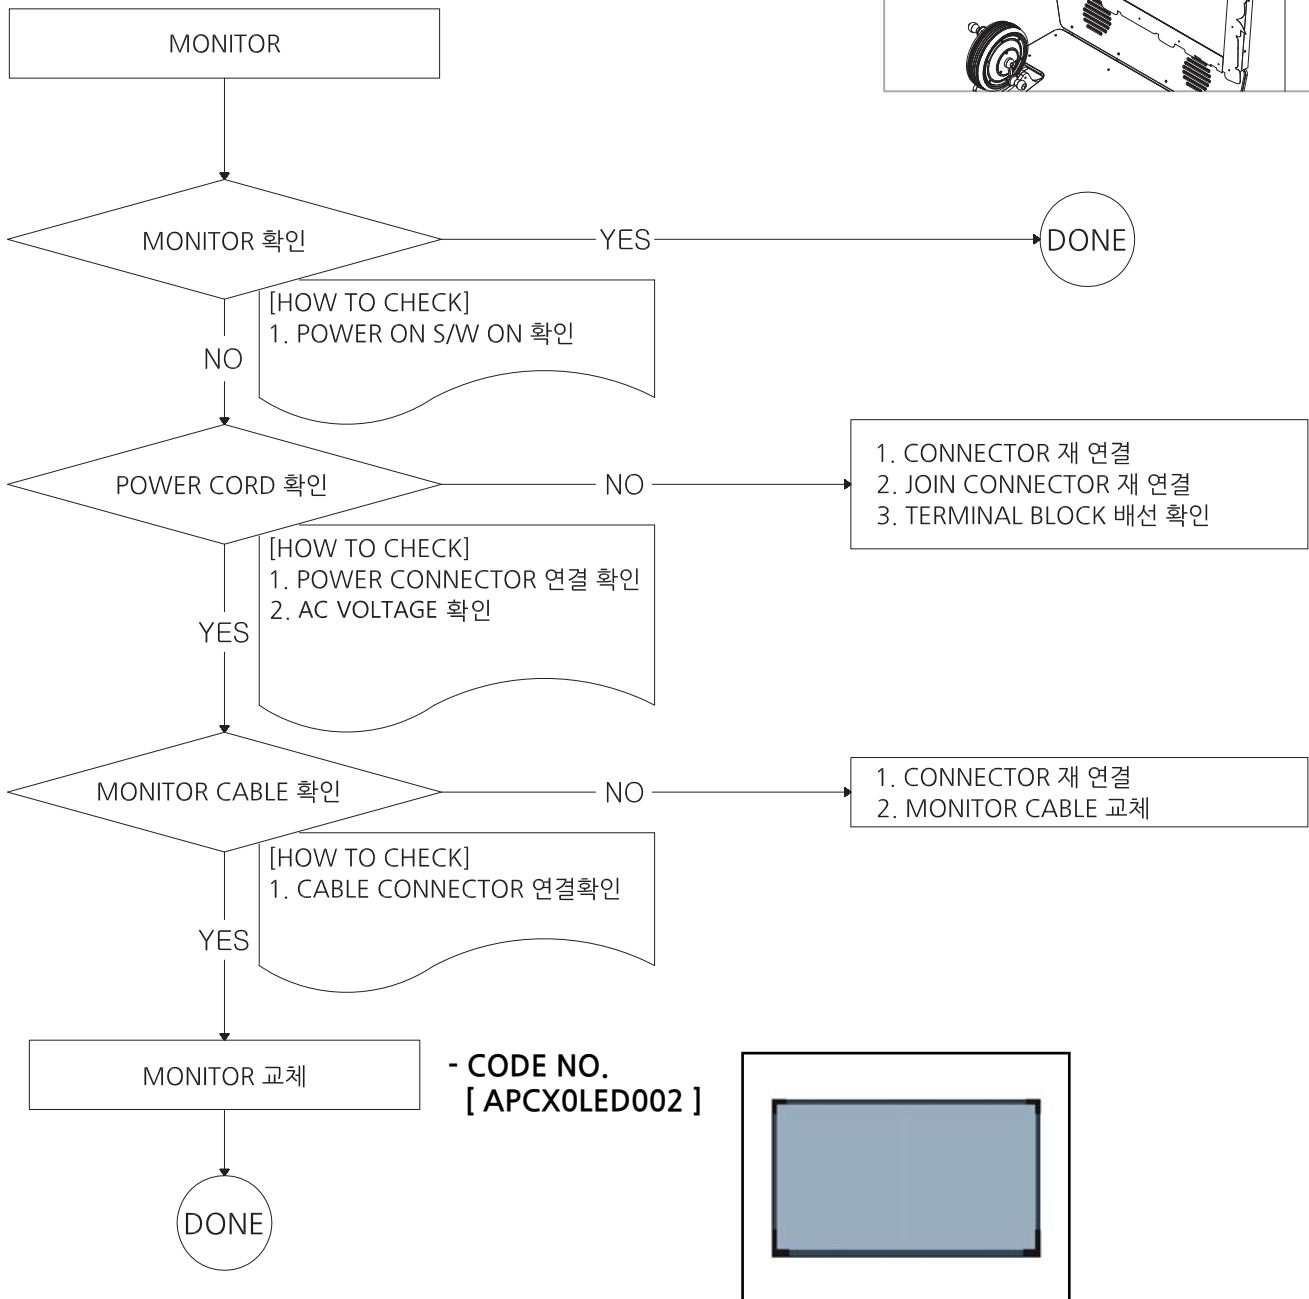 MONITOR
MONITOR 확인
YES
DONE
[HOW TO CHECK]
1. POWER ON S/W ON 확인
NO
POWER CORD 확인
NO
1. CONNECTOR 재 연결
2. JOIN CONNECTOR 재 연결
3. TERMINAL BLOCK 배선 확인
[HOW TO CHECK]
1. POWER CONNECTOR 연결 확인
2. AC VOLTAGE 확인
YES
MONITOR CABLE 확인
NO
1. CONNECTOR 재 연결
2. MONITOR CABLE 교체
[HOW TO CHECK]
1. CABLE CONNECTOR 연결확인
YES
MONITOR 교체
- CODE NO.
[ APCX0LED002 ]
DONE